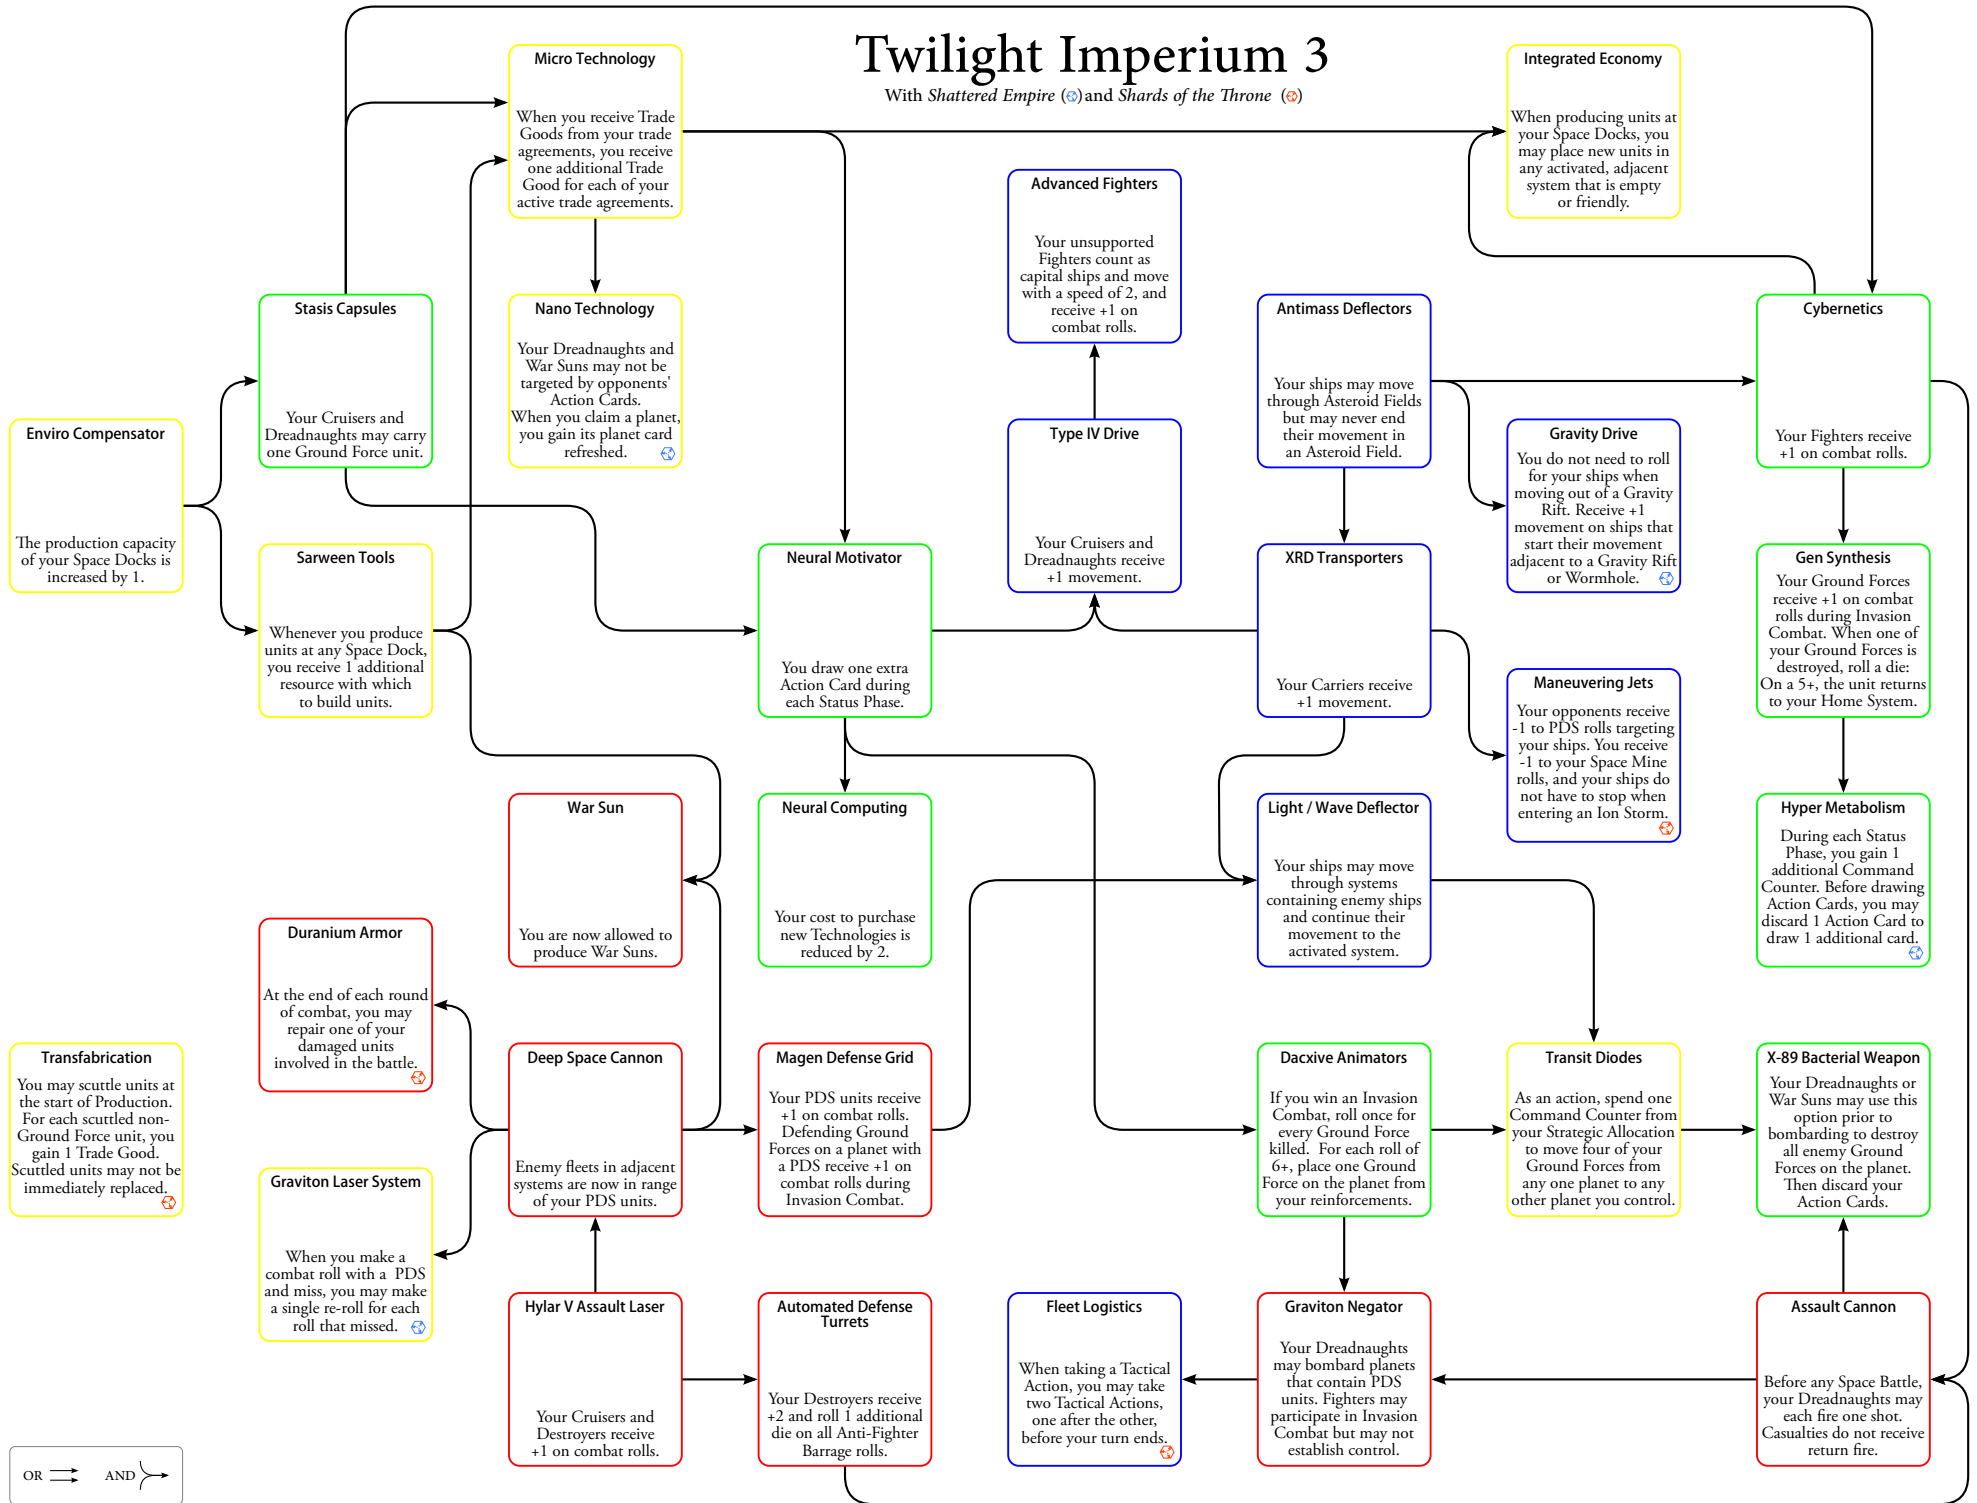 Twilight Imperium 3
With Shattered Empire () and Shards of the Throne ()
Micro Technology
When you receive Trade
Goods from your trade
agreements, you receive
one additional Trade
Good for each of your
active trade agreements.
Integrated Economy
When producing units at
your Space Docks, you
may place new units in
any activated, adjacent
system that is empty
or friendly.
Advanced Fighters
Your unsupported
Fighters count as
capital ships and move
with a speed of 2, and
receive +1 on
combat rolls.
Stasis Capsules
Your Cruisers and
Dreadnaughts may carry
one Ground Force unit.
Nano Technology
Your Dreadnaughts and
War Suns may not be
targeted by opponents'
Action Cards.
When you claim a planet,
you gain its planet card
refreshed.
Antimass Deflectors
Your ships may move
through Asteroid Fields
but may never end
their movement in
an Asteroid Field.
Cybernetics
Your Fighters receive
+1 on combat rolls.
Enviro Compensator
The production capacity
of your Space Docks is
increased by 1.
Type IV Drive
Your Cruisers and
Dreadnaughts receive
+1 movement.
Gravity Drive
You do not need to roll
for your ships when
moving out of a Gravity
Rift. Receive +1
movement on ships that
start their movement
adjacent to a Gravity Rift
or Wormhole.
Sarween Tools
Whenever you produce
units at any Space Dock,
you receive 1 additional
resource with which
to build units.
Neural Motivator
You draw one extra
Action Card during
each Status Phase.
XRD Transporters
Your Carriers receive
+1 movement.
Gen Synthesis
Your Ground Forces
receive +1 on combat
rolls during Invasion
Combat. When one of
your Ground Forces is
destroyed, roll a die:
On a 5+, the unit returns
to your Home System.
Maneuvering Jets
Your opponents receive
-1 to PDS rolls targeting
your ships. You receive
-1 to your Space Mine
rolls, and your ships do
not have to stop when
entering an Ion Storm.
War Sun
You are now allowed to
produce War Suns.
Neural Computing
Your cost to purchase
new Technologies is
reduced by 2.
Light / Wave Deflector
Your ships may move
through systems
containing enemy ships
and continue their
movement to the
activated system.
Hyper Metabolism
During each Status
Phase, you gain 1
additional Command
Counter. Before drawing
Action Cards, you may
discard 1 Action Card to
draw 1 additional card.
Duranium Armor
At the end of each round
of combat, you may
repair one of your
damaged units
involved in the battle.
Transfabrication
You may scuttle units at
the start of Production.
For each scuttled non-
Ground Force unit, you
gain 1 Trade Good.
Scuttled units may not be
immediately replaced.
Deep Space Cannon
Enemy fleets in adjacent
systems are now in range
of your PDS units.
Magen Defense Grid
Your PDS units receive
+1 on combat rolls.
Defending Ground
Forces on a planet with
a PDS receive +1 on
combat rolls during
Invasion Combat.
Dacxive Animators
If you win an Invasion
Combat, roll once for
every Ground Force
killed. For each roll of
6+, place one Ground
Force on the planet from
your reinforcements.
Transit Diodes
As an action, spend one
Command Counter from
your Strategic Allocation
to move four of your
Ground Forces from
any one planet to any
other planet you control.
X-89 Bacterial Weapon
Your Dreadnaughts or
War Suns may use this
option prior to
bombarding to destroy
all enemy Ground
Forces on the planet.
Then discard your
Action Cards.
Graviton Laser System
When you make a
combat roll with a PDS
and miss, you may make
a single re-roll for each
roll that missed.
Hylar V Assault Laser
Your Cruisers and
Destroyers receive
+1 on combat rolls.
Automated Defense
Turrets
Your Destroyers receive
+2 and roll 1 additional
die on all Anti-Fighter
Barrage rolls.
Fleet Logistics
When taking a Tactical
Action, you may take
two Tactical Actions,
one after the other,
before your turn ends.
Graviton Negator
Your Dreadnaughts
may bombard planets
that contain PDS
units. Fighters may
participate in Invasion
Combat but may not
establish control.
Assault Cannon
Before any Space Battle,
your Dreadnaughts may
each fire one shot.
Casualties do not receive
return fire.
OR AND